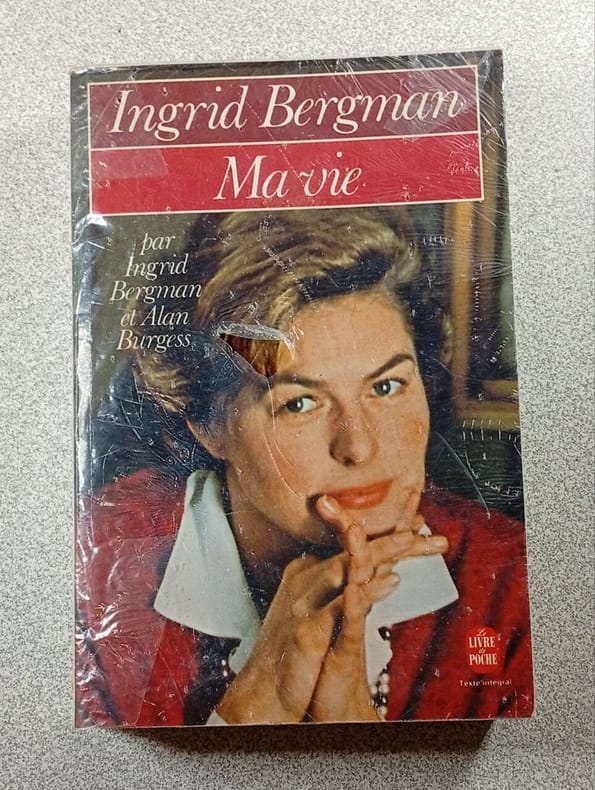 Ingrid Bergman
Ma vie
par
Ingrid
Bergman
et Alan
Burgess
Le
LIVRE
de
POCHE
Texte intégral